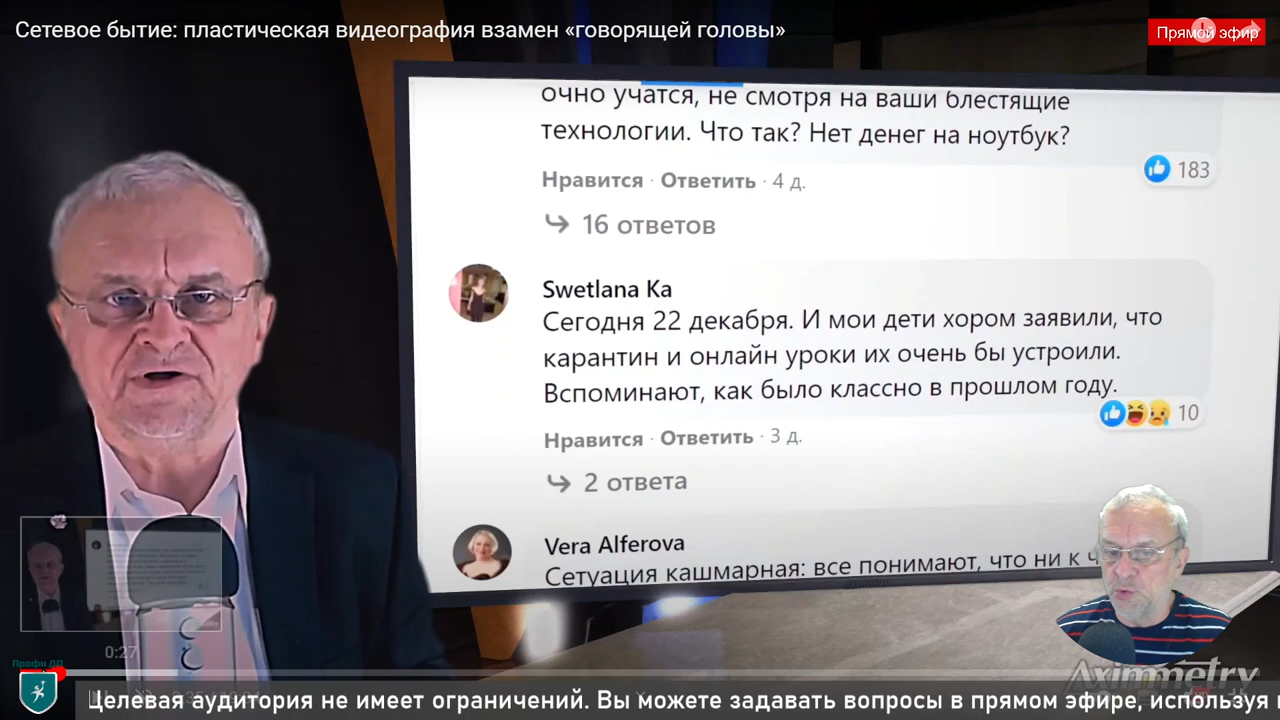 Сетевое бытие: пластическая видеография взамен «говорящей головы»
Прямой эфир
очно учатся, не смотря на ваши блестящие
технологии. Что так? Нет денег на ноутбук?
183
Нравится · Ответить · 4 д.
16 ответов
Swetlana Ka
Сегодня 22 декабря. И мои дети хором заявили, что
карантин и онлайн уроки их очень бы устроили.
Вспоминают, как было классно в прошлом году.
10
Нравится · Ответить · 3 д.
2 ответа
Vera Alferova
Сетуация кашмарная: все понимают, что ни к
0:27
Профи ДП
Aximmetry
Целевая аудитория не имеет ограничений. Вы можете задавать вопросы в прямом эфире, используя